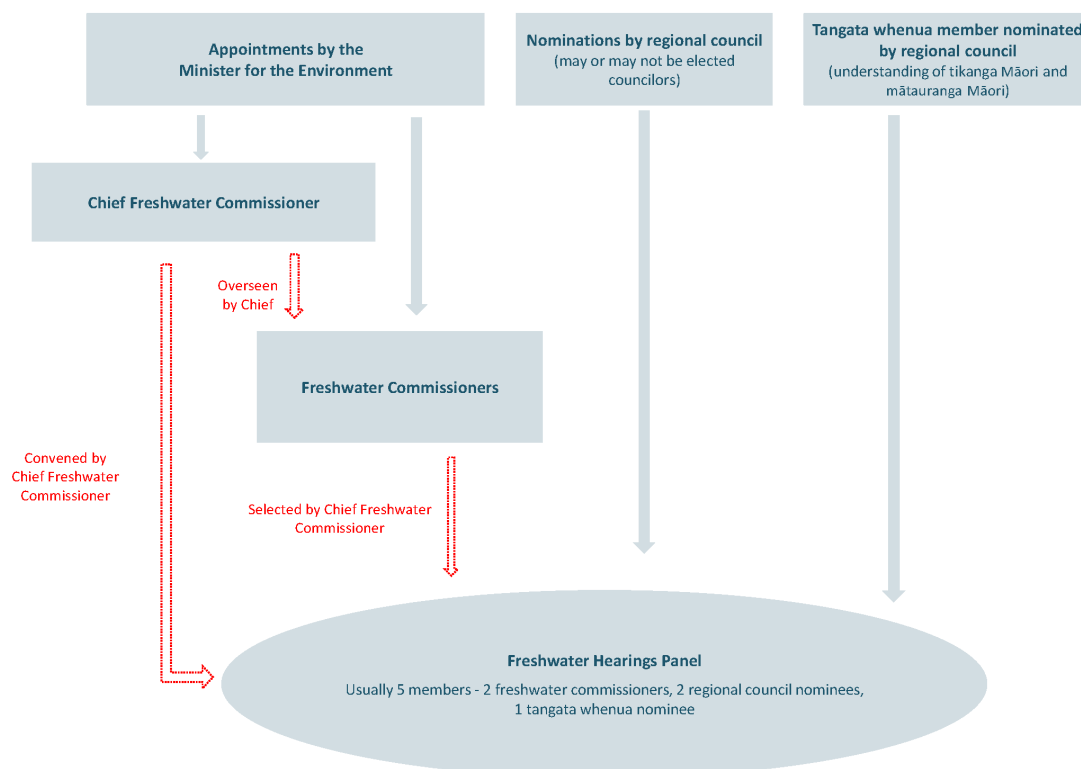 Appointments by the
Minister for the Environment
Nominations by regional council
(may or may not be elected
councilors)
Tangata whenua member nominated
by regional council
(understanding of tikanga Māori and
mātauranga Māori)
Chief Freshwater Commissioner
Overseen
by Chief
Freshwater Commissioners
Convened by
Chief Freshwater
Commissioner
Selected by Chief Freshwater
Commissioner
Freshwater Hearings Panel
Usually 5 members - 2 freshwater commissioners, 2 regional council nominees,
1 tangata whenua nominee